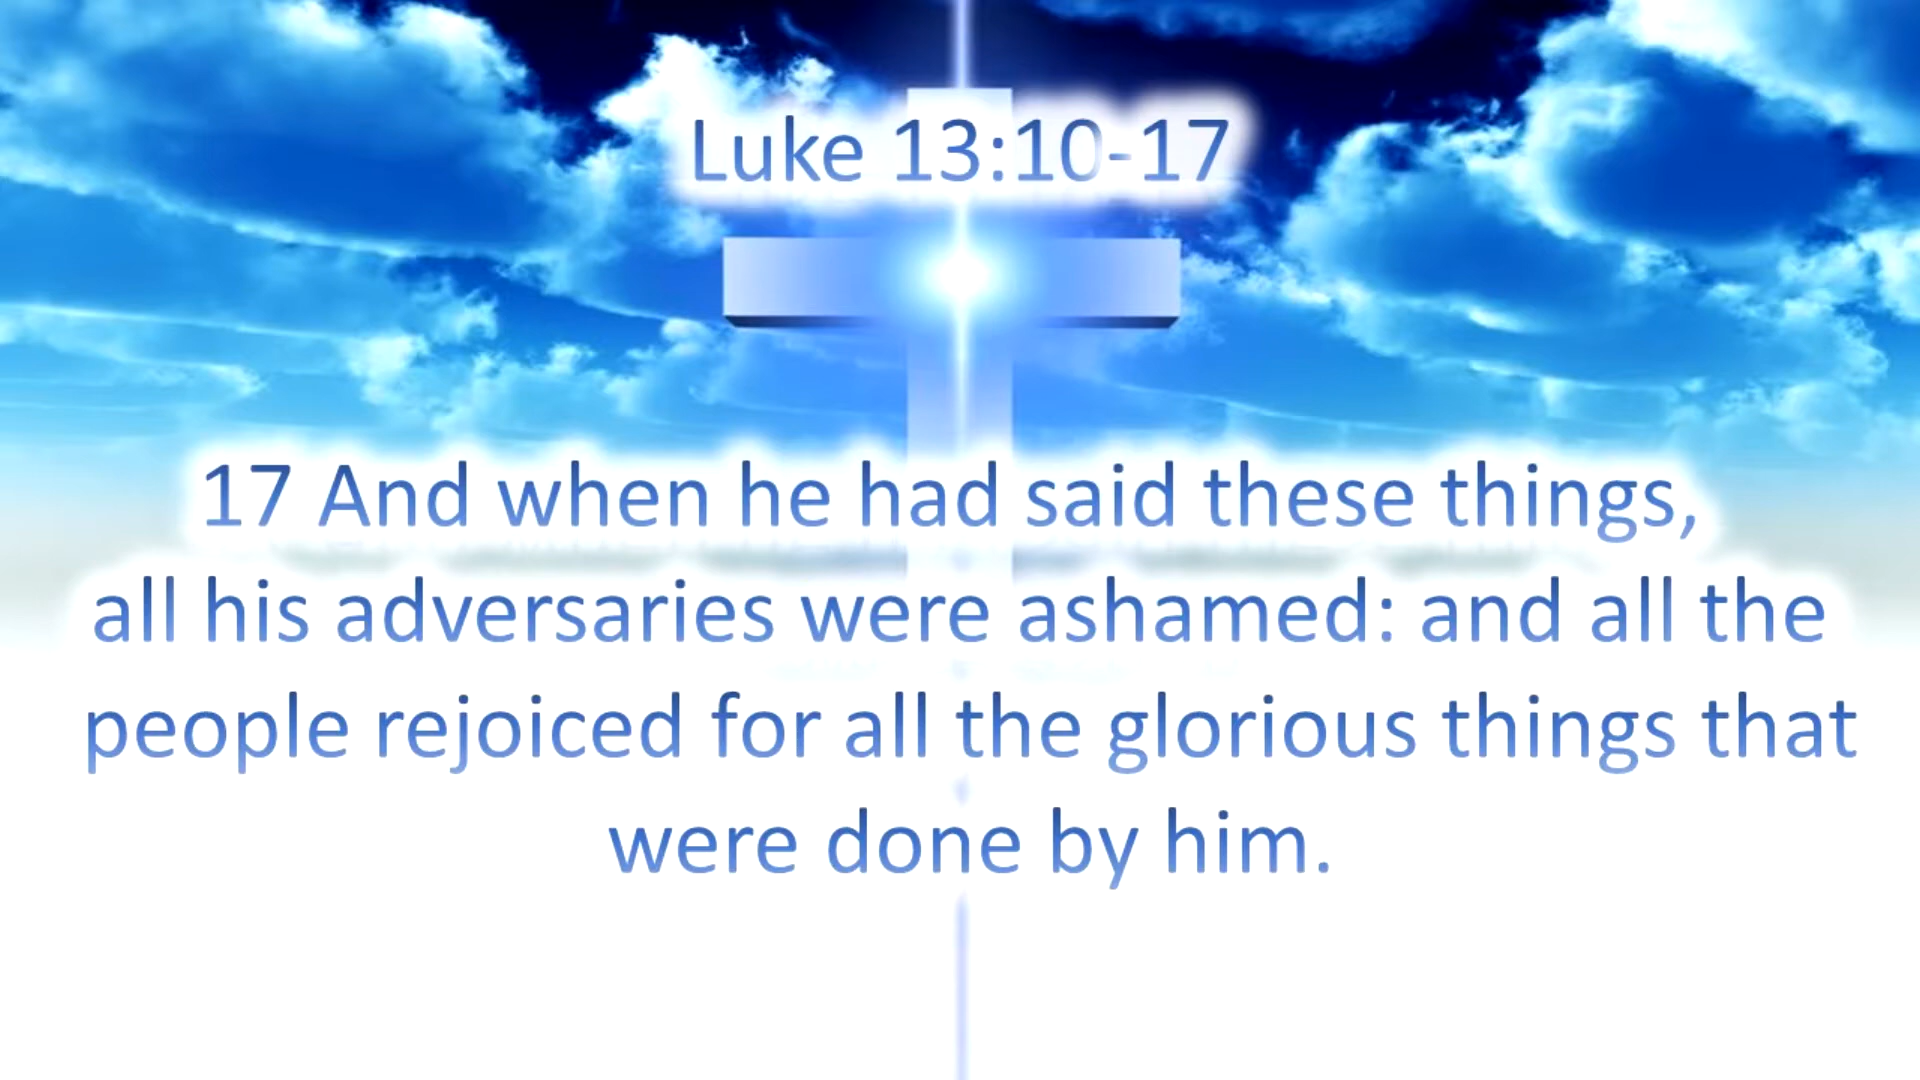 Luke 13:10-17
17 And when he had said these things,
all his adversaries were ashamed: and all the
people rejoiced for all the glorious things that
were done by him.